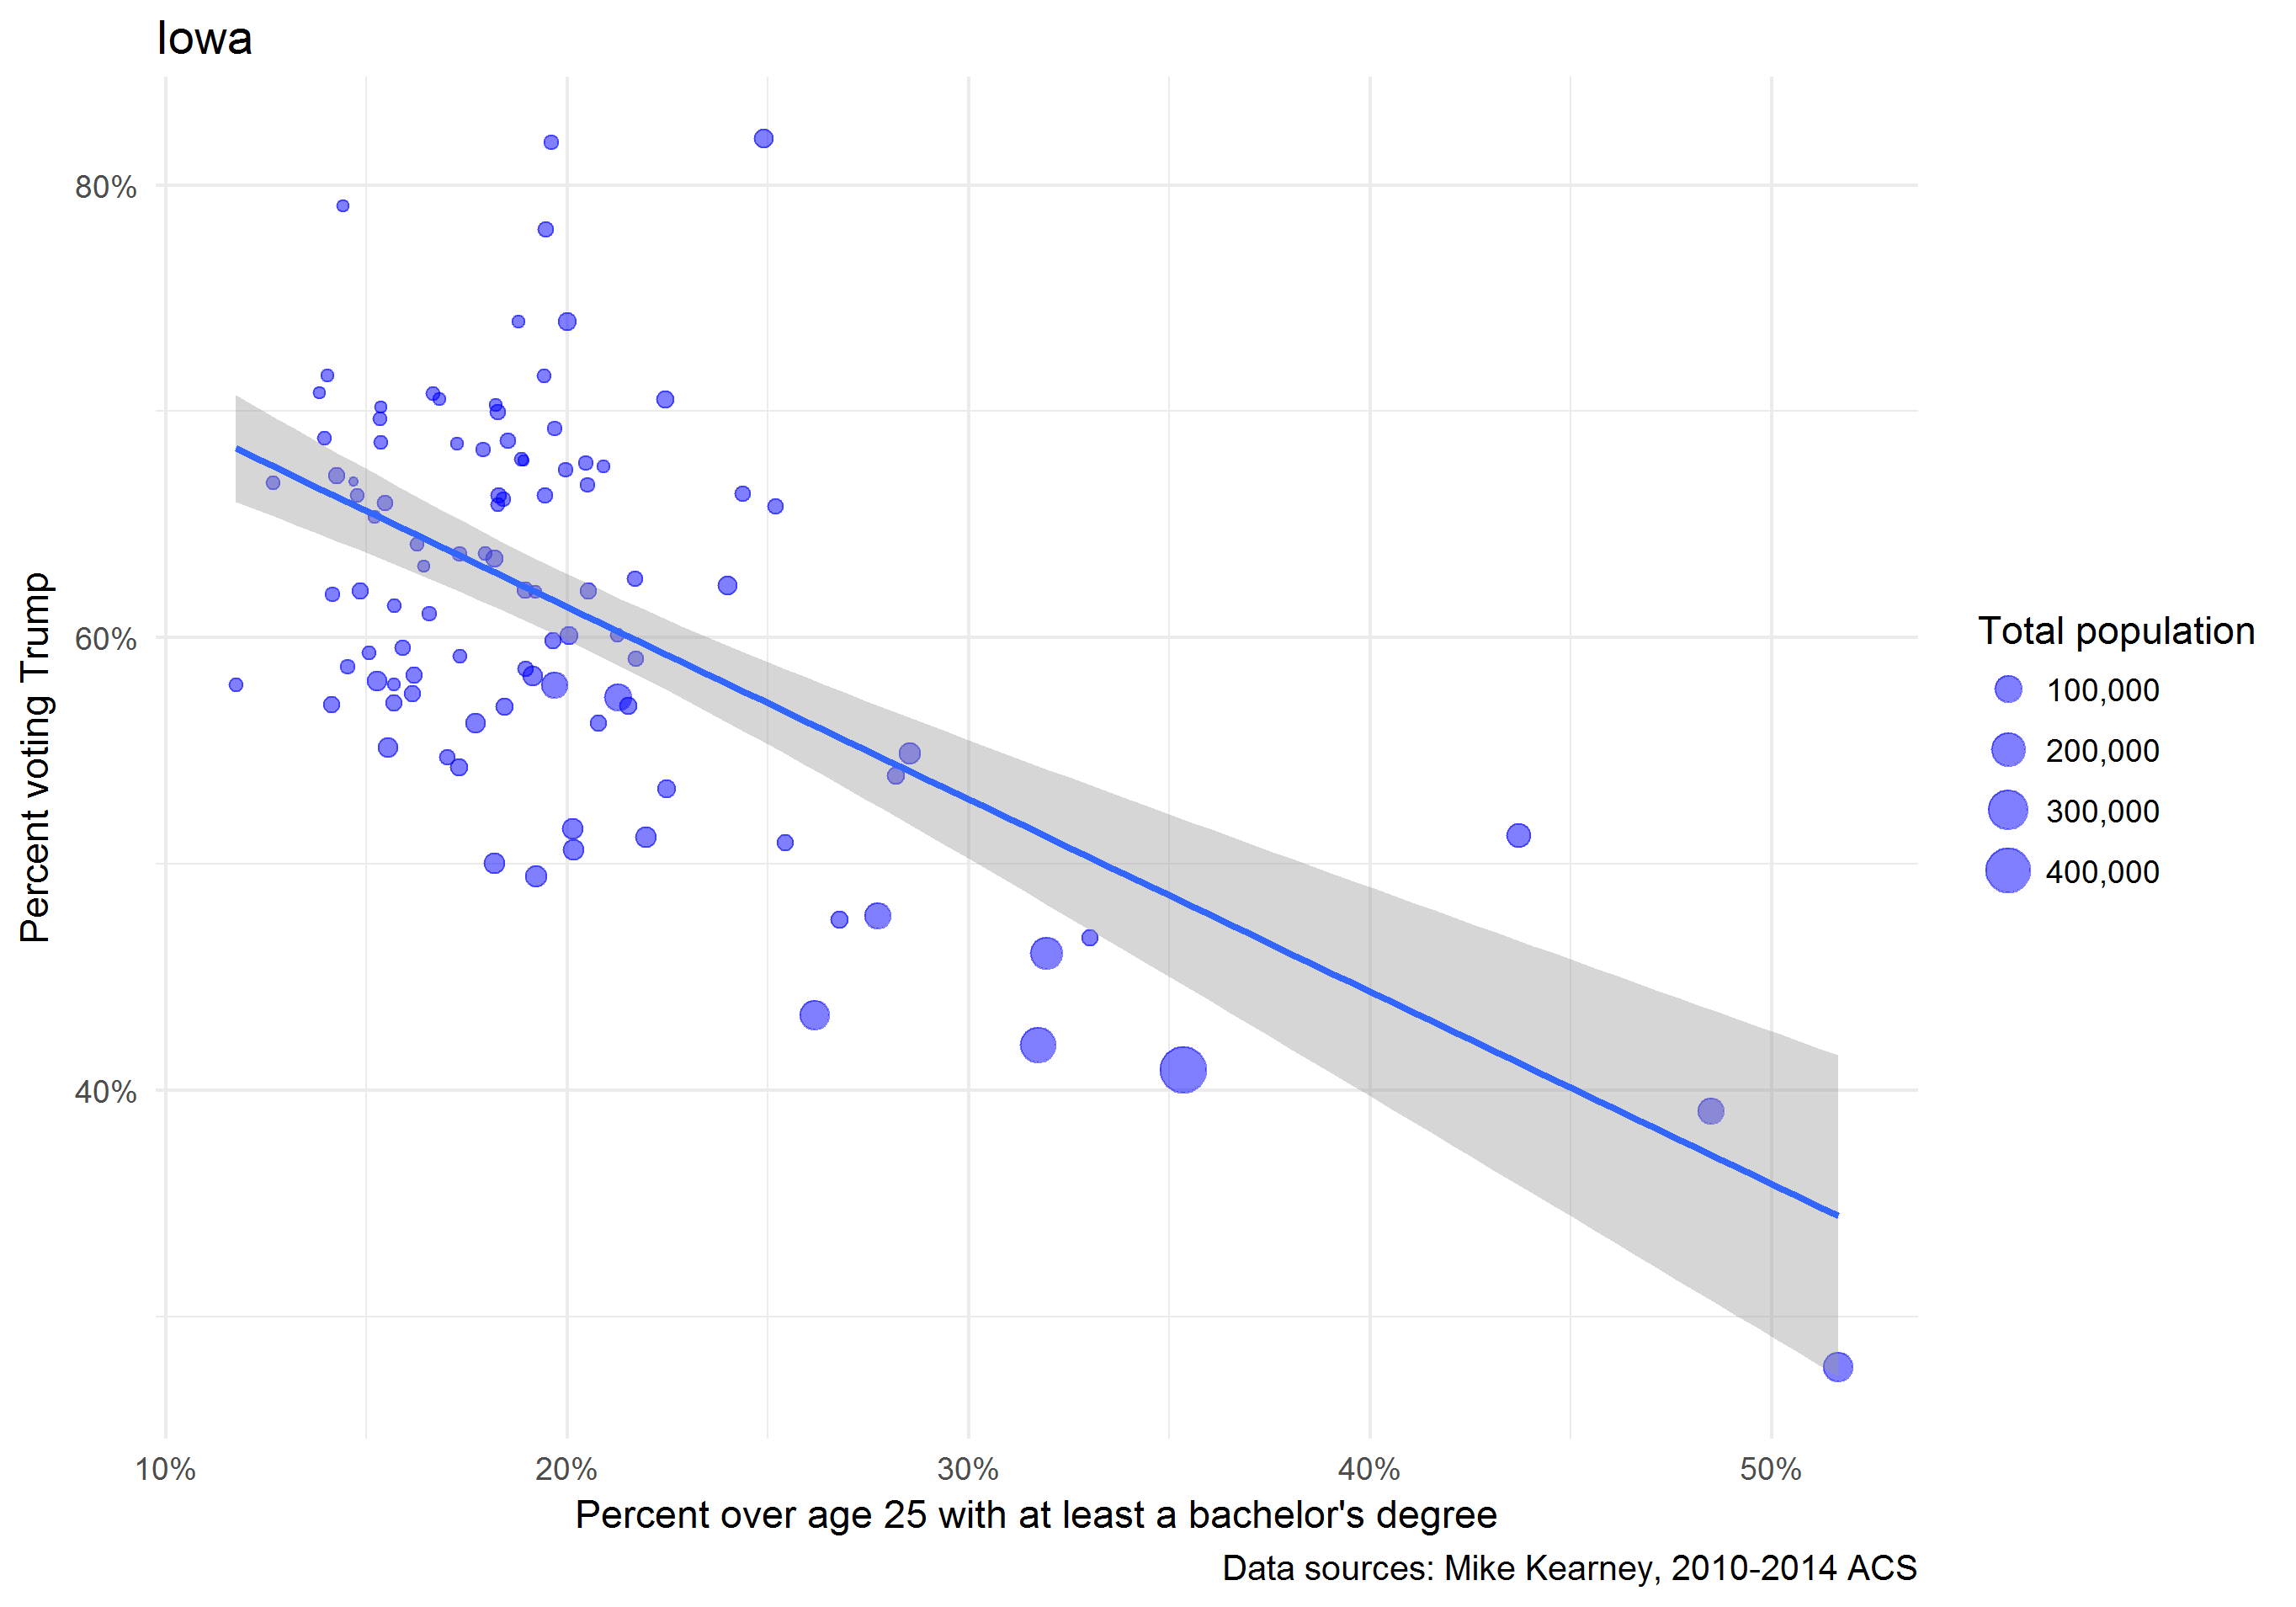 Iowa
80%
60%
40%
Percent voting Trump
10%
20%
30%
40%
50%
Percent over age 25 with at least a bachelor's degree
Data sources: Mike Kearney, 2010-2014 ACS
Total population
100,000
200,000
300,000
400,000